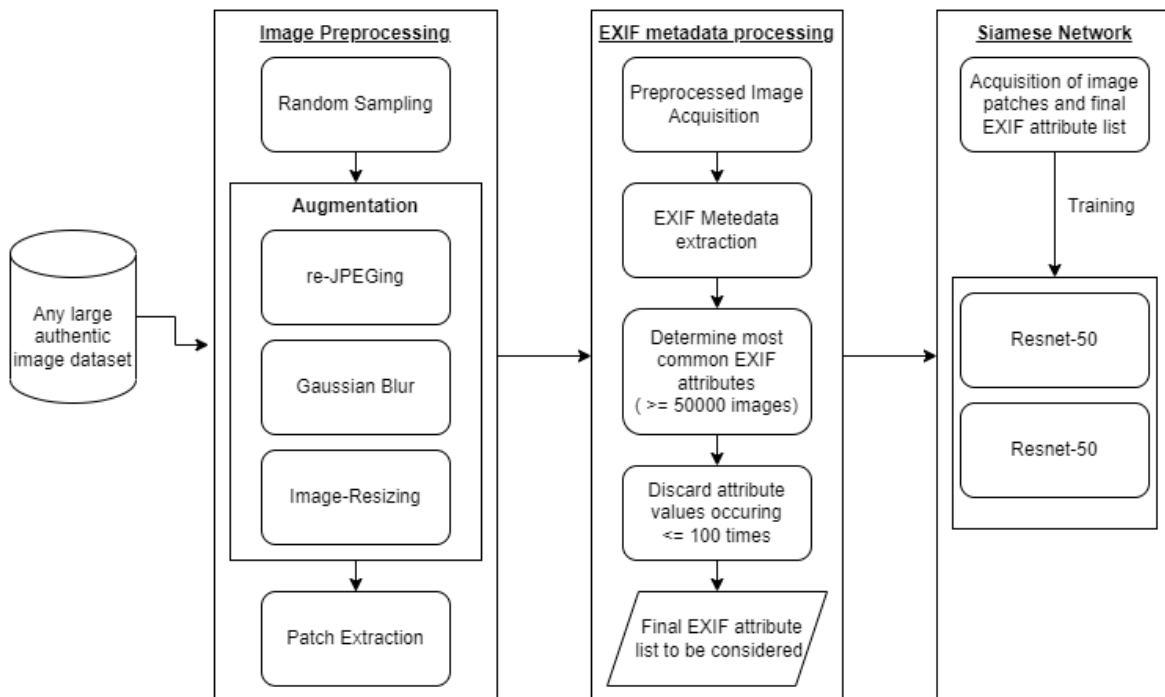 Any large
authentic
image dataset
Image Preprocessing
Random Sampling
Augmentation
re-JPEGing
Gaussian Blur
Image-Resizing
Patch Extraction
EXIF metadata processing
Preprocessed Image
Acquisition
EXIF Metedata
extraction
Determine most
common EXIF
attributes
( >= 50000 images)
Discard attribute
values occuring
<= 100 times
Final EXIF attribute
list to be considered
Siamese Network
Acquisition of image
patches and final
EXIF attribute list
Training
Resnet-50
Resnet-50